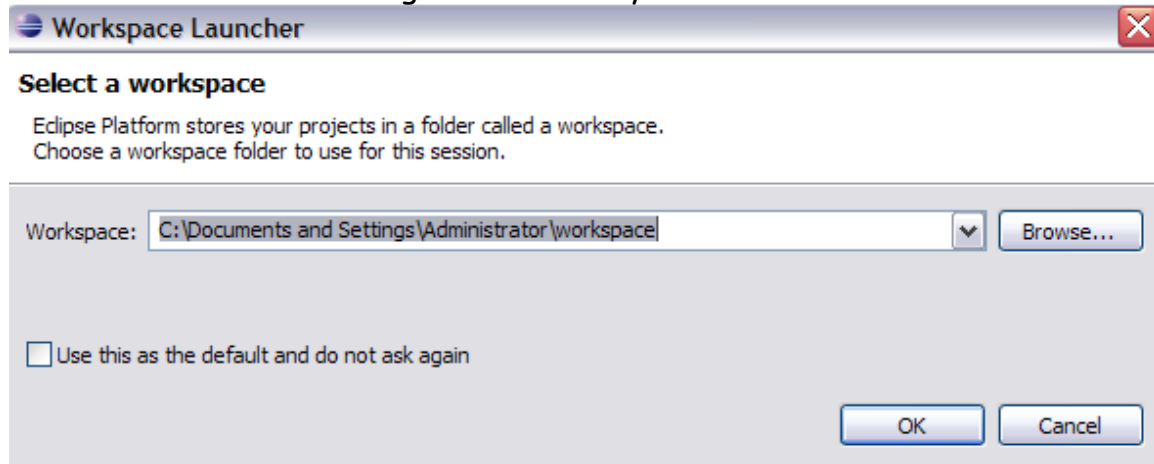 Workspace Launcher
Select a workspace
Eclipse Platform stores your projects in a folder called a workspace.
Choose a workspace folder to use for this session.
Workspace: C:\Documents and Settings\Administrator\workspace Browse...
Use this as the default and do not ask again
OK Cancel